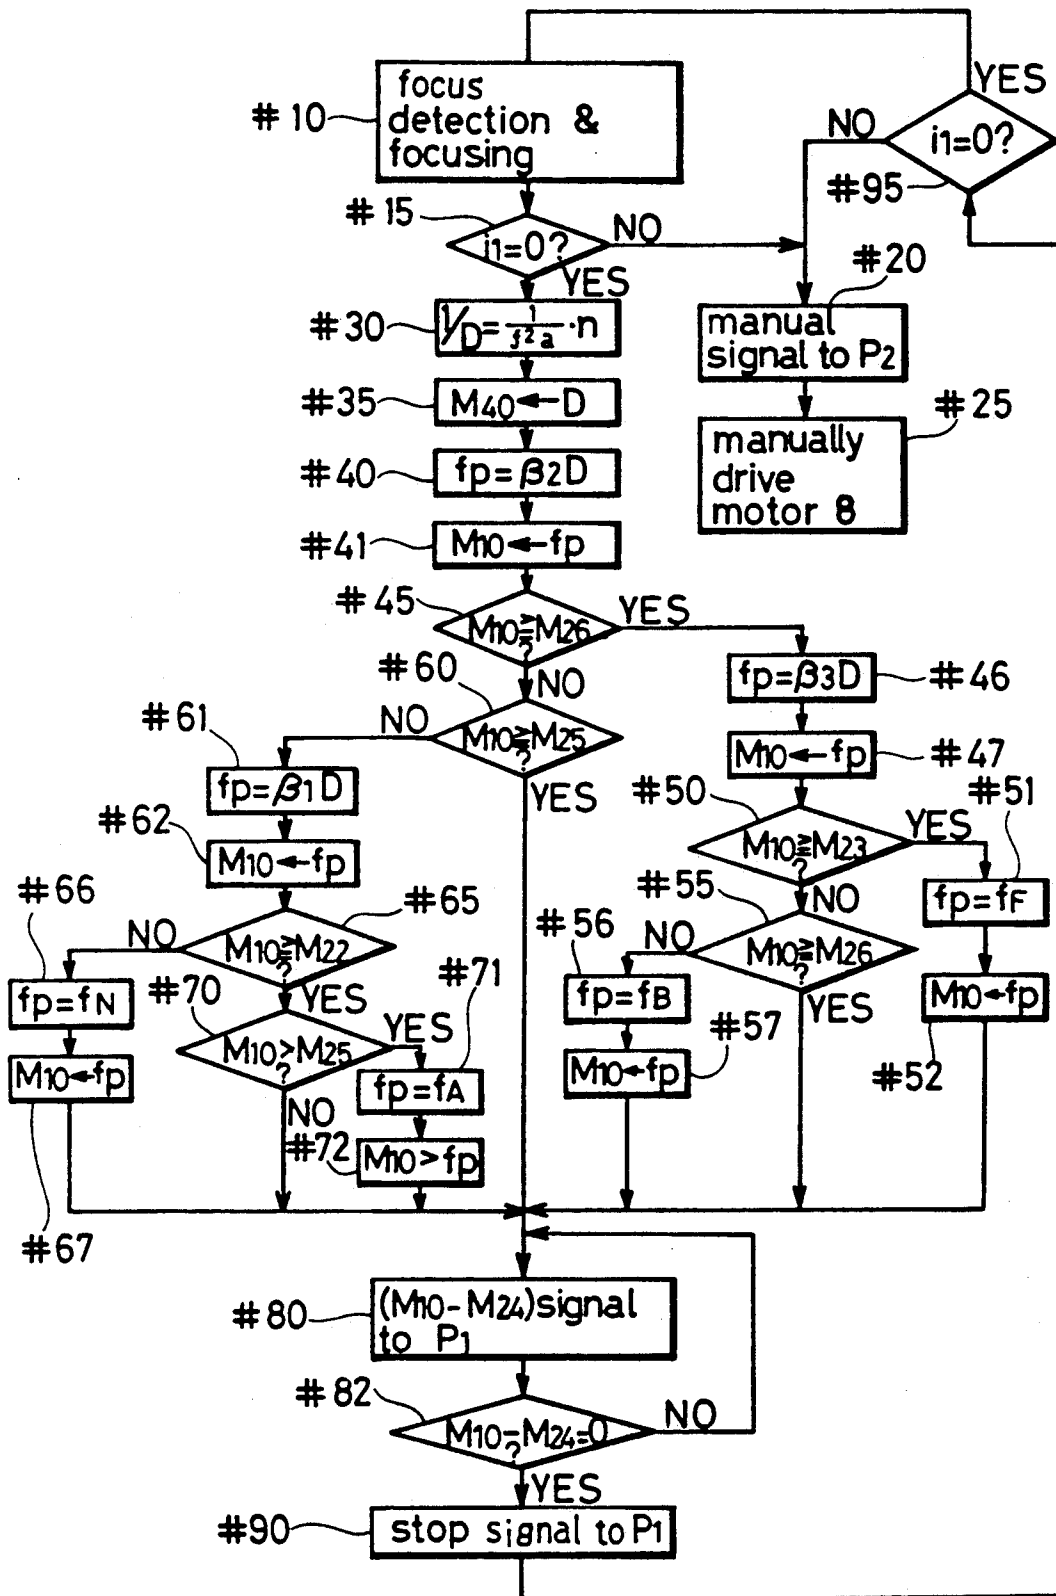 #10
focus
detection &
focusing
YES
NO
i1=0?
#95
#15
i1=0?
NO
YES
#20
manual
signal to P2
#30
1/D=1/f²a·n
#35
M40←D
#25
manually
drive
motor 8
#40
fp=β2D
#41
M10←fp
#45
M10≧M26
?
YES
NO
#46
fp=β3D
#60
M10≧M25
?
NO
YES
#47
M10←fp
#61
fp=β1D
#50
M10≧M23
?
YES
NO
#51
fp=fF
#62
M10←fp
#55
M10≧M26
?
NO
YES
#52
M10←fp
#65
M10≧M22
?
NO
YES
#56
fp=fB
#66
fp=fN
#57
M10←fp
#70
M10>M25
?
YES
NO
#71
fp=fA
#67
M10←fp
#72
M10>fp
#80
(M10-M24)signal
to P1
#82
M10-M24=0
?
NO
YES
#90
stop signal to P1